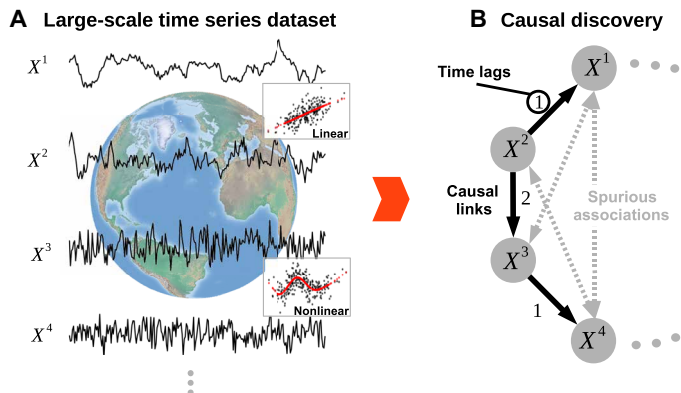 A Large-scale time series dataset
X¹
Linear
X²
X³
Nonlinear
X⁴
B Causal discovery
X¹
Time lags
1
X²
Causal
links
2
Spurious
associations
X³
1
X⁴